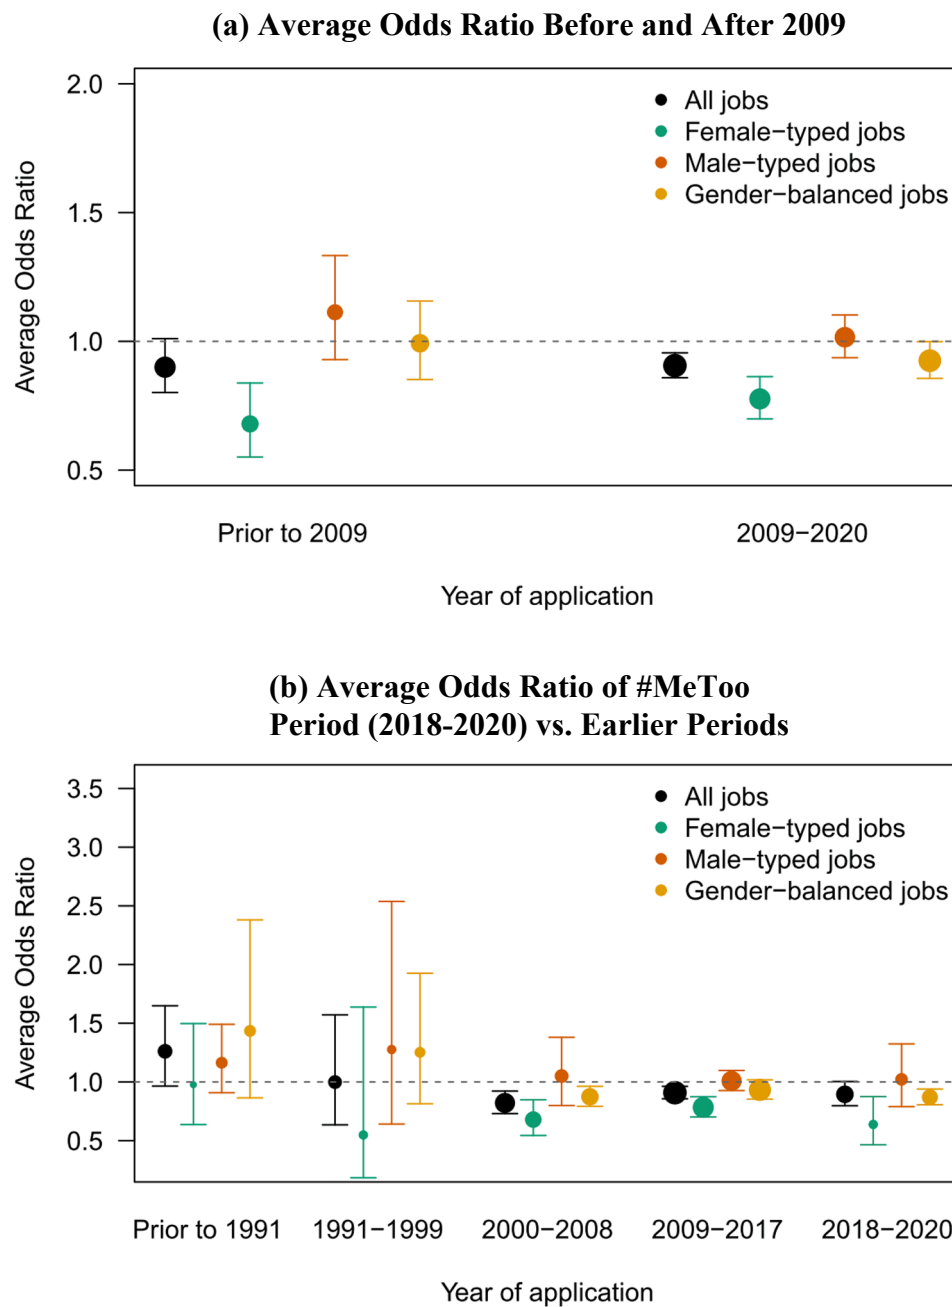 (a) Average Odds Ratio Before and After 2009
2.0
1.5
1.0
0.5
Average Odds Ratio
All jobs
Female−typed jobs
Male−typed jobs
Gender−balanced jobs
Prior to 2009
2009−2020
Year of application
(b) Average Odds Ratio of #MeToo
Period (2018-2020) vs. Earlier Periods
3.5
3.0
2.5
2.0
1.5
1.0
0.5
Average Odds Ratio
All jobs
Female−typed jobs
Male−typed jobs
Gender−balanced jobs
Prior to 1991
1991−1999
2000−2008
2009−2017
2018−2020
Year of application